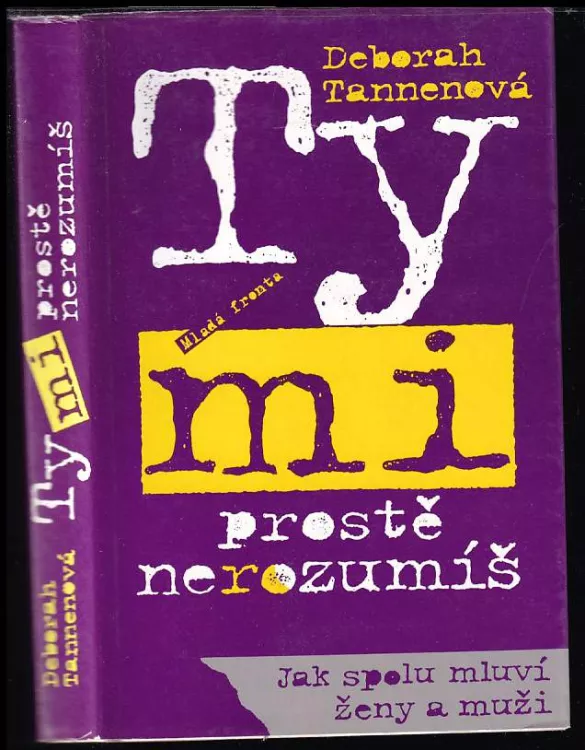 Deborah
Tannenová
Ty
Mladá fronta
mi
prostě
nerozumíš
Jak spolu mluví
ženy a muži
Deborah
Tannenová
Ty mi prostě
nerozumíš